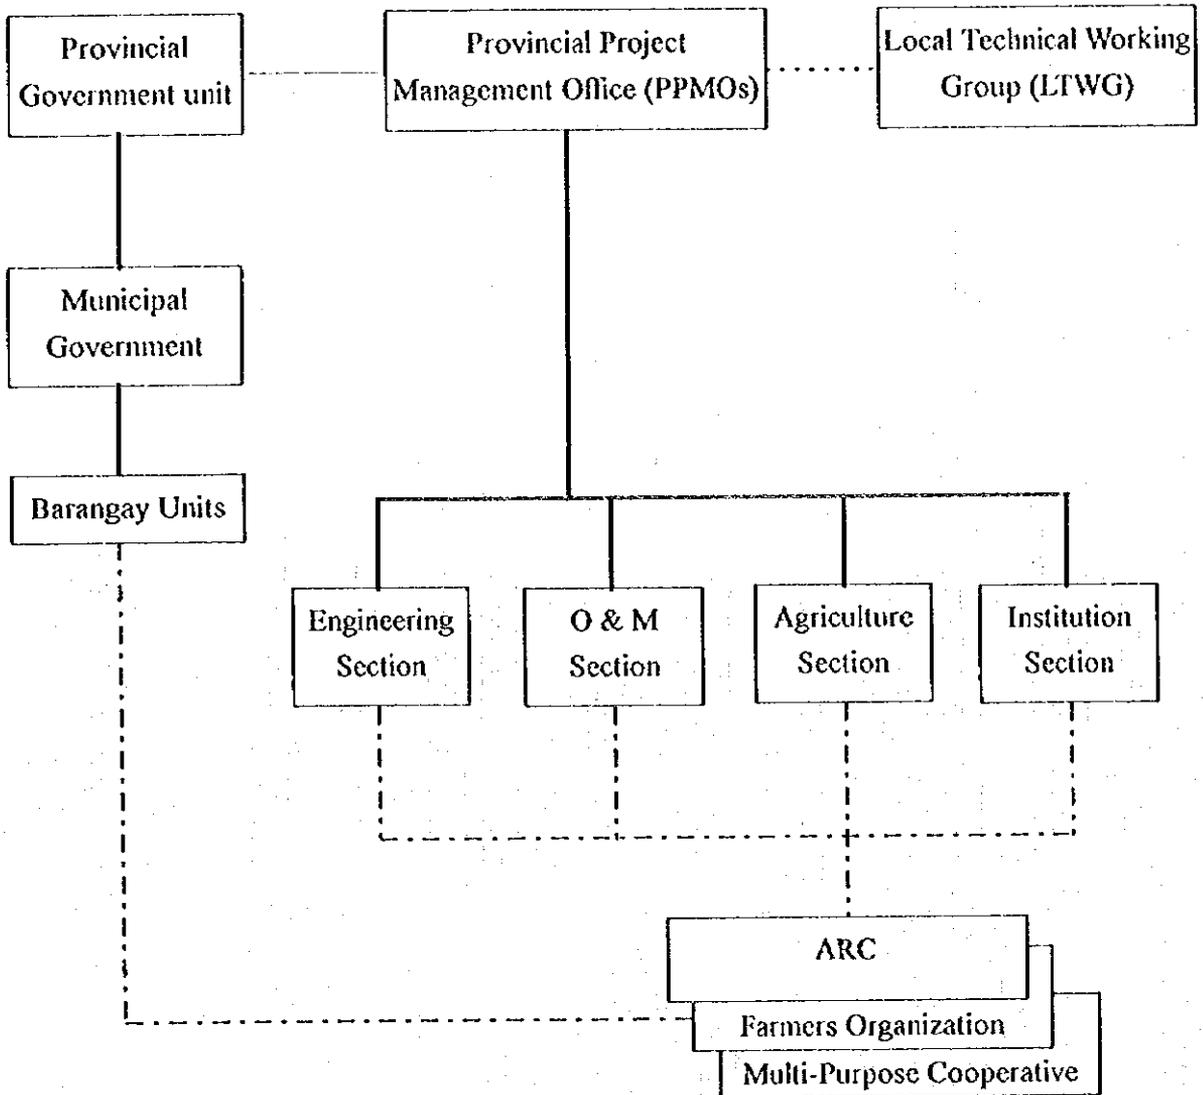 Provincial
Government unit
Provincial Project
Management Office (PPMOs)
Local Technical Working
Group (LTWG)
Municipal
Government
Barangay Units
Engineering
Section
O & M
Section
Agriculture
Section
Institution
Section
ARC
Farmers Organization
Multi-Purpose Cooperative